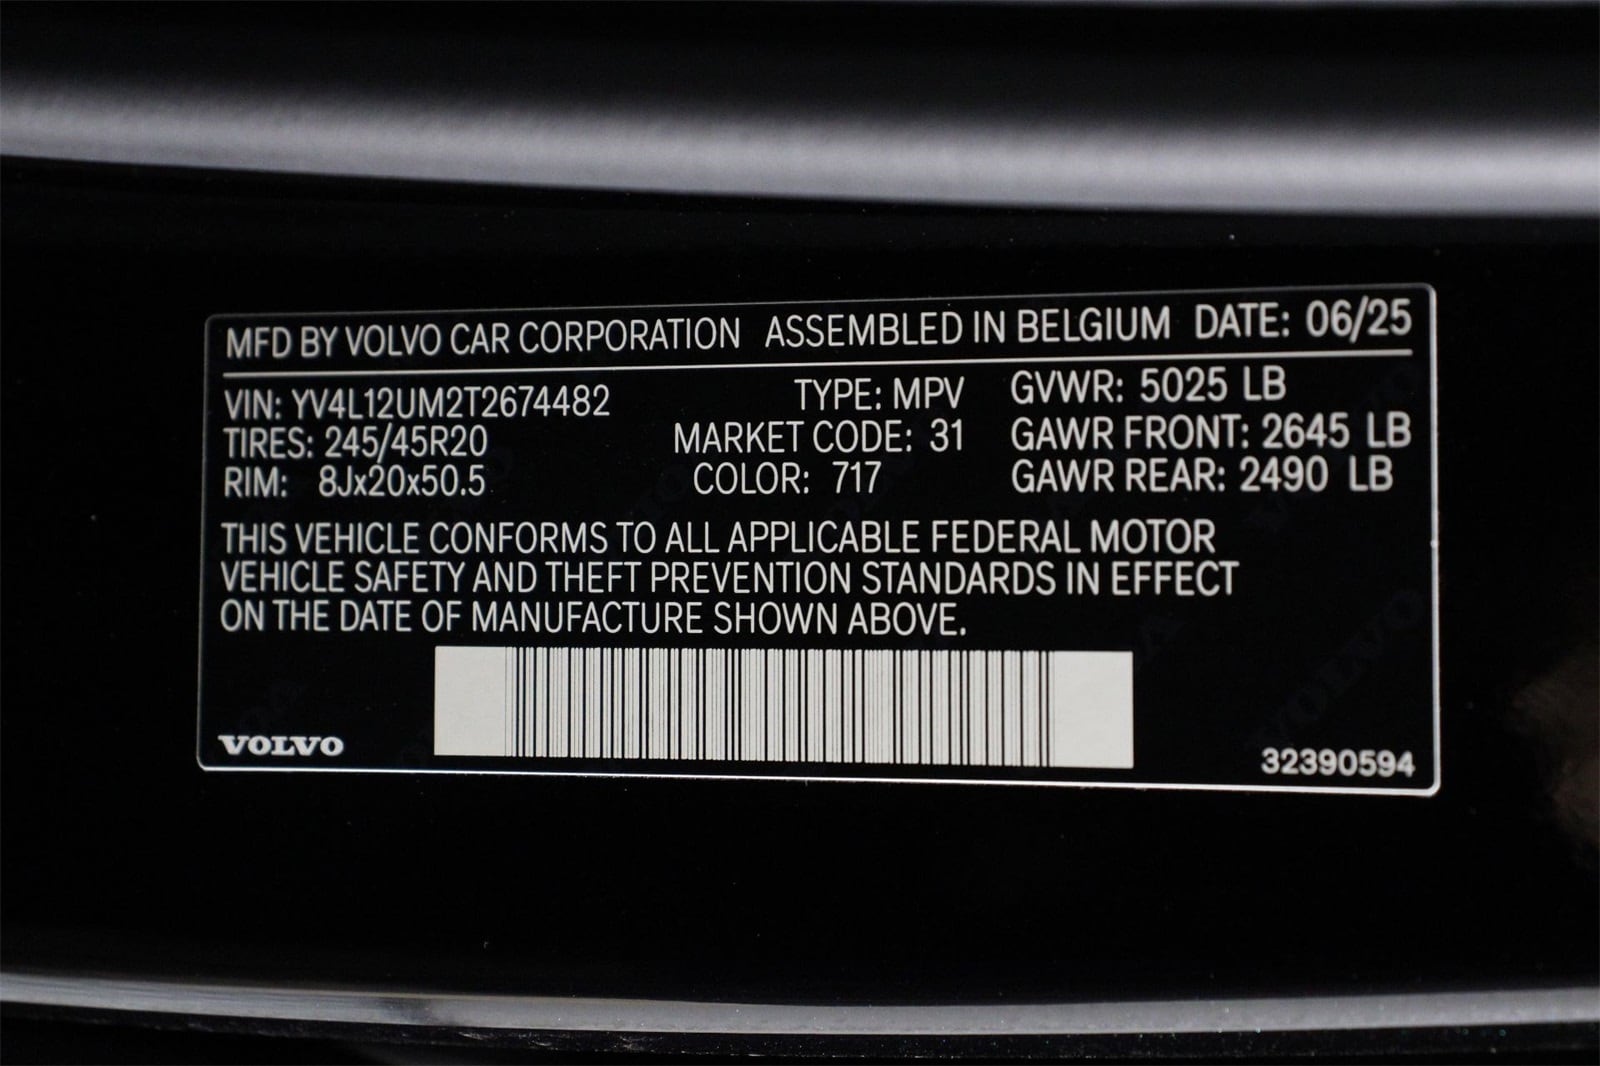 MFD BY VOLVO CAR CORPORATION ASSEMBLED IN BELGIUM DATE: 06/25
VIN: YV4L12UM2T2674482 TYPE: MPV GVWR: 5025 LB
TIRES: 245/45R20 MARKET CODE: 31 GAWR FRONT: 2645 LB
RIM: 8Jx20x50.5 COLOR: 717 GAWR REAR: 2490 LB
THIS VEHICLE CONFORMS TO ALL APPLICABLE FEDERAL MOTOR
VEHICLE SAFETY AND THEFT PREVENTION STANDARDS IN EFFECT
ON THE DATE OF MANUFACTURE SHOWN ABOVE.
VOLVO 32390594